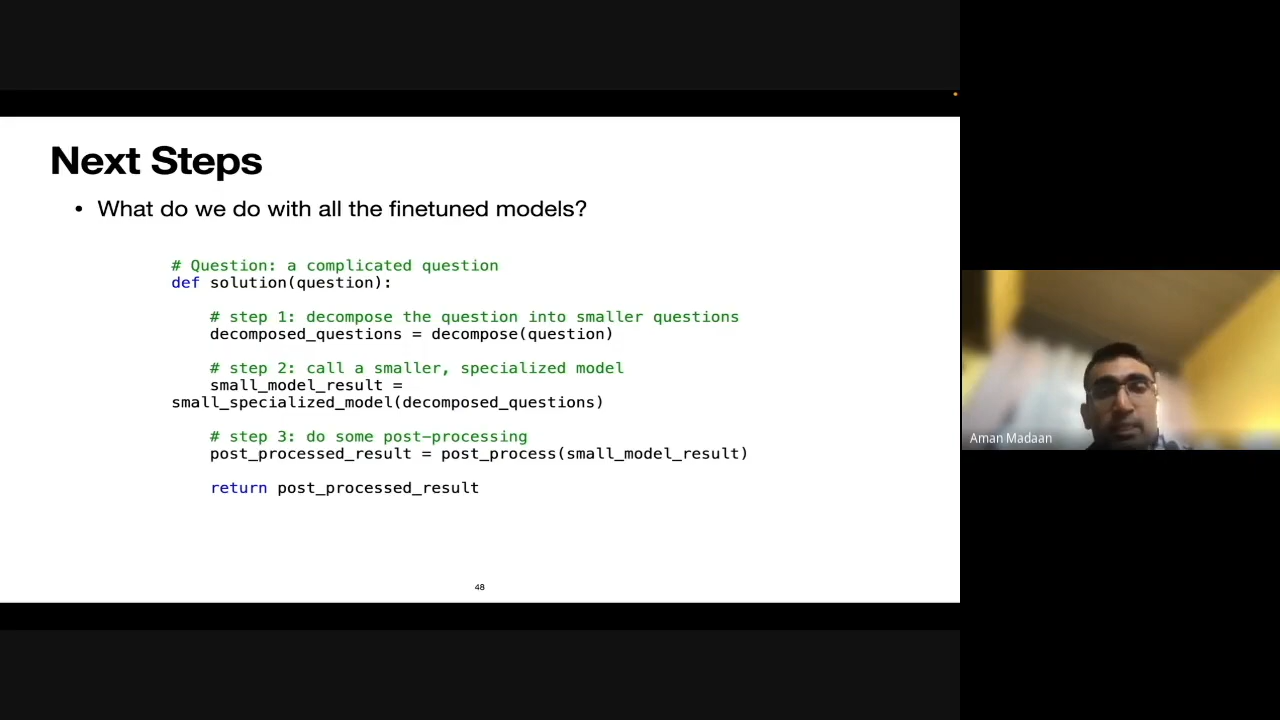 Next Steps
• What do we do with all the finetuned models?
# Question: a complicated question
def solution(question):
# step 1: decompose the question into smaller questions
decomposed_questions = decompose(question)
# step 2: call a smaller, specialized model
small_model_result =
small_specialized_model(decomposed_questions)
# step 3: do some post-processing
post_processed_result = post_process(small_model_result)
return post_processed_result
48
Aman Madaan